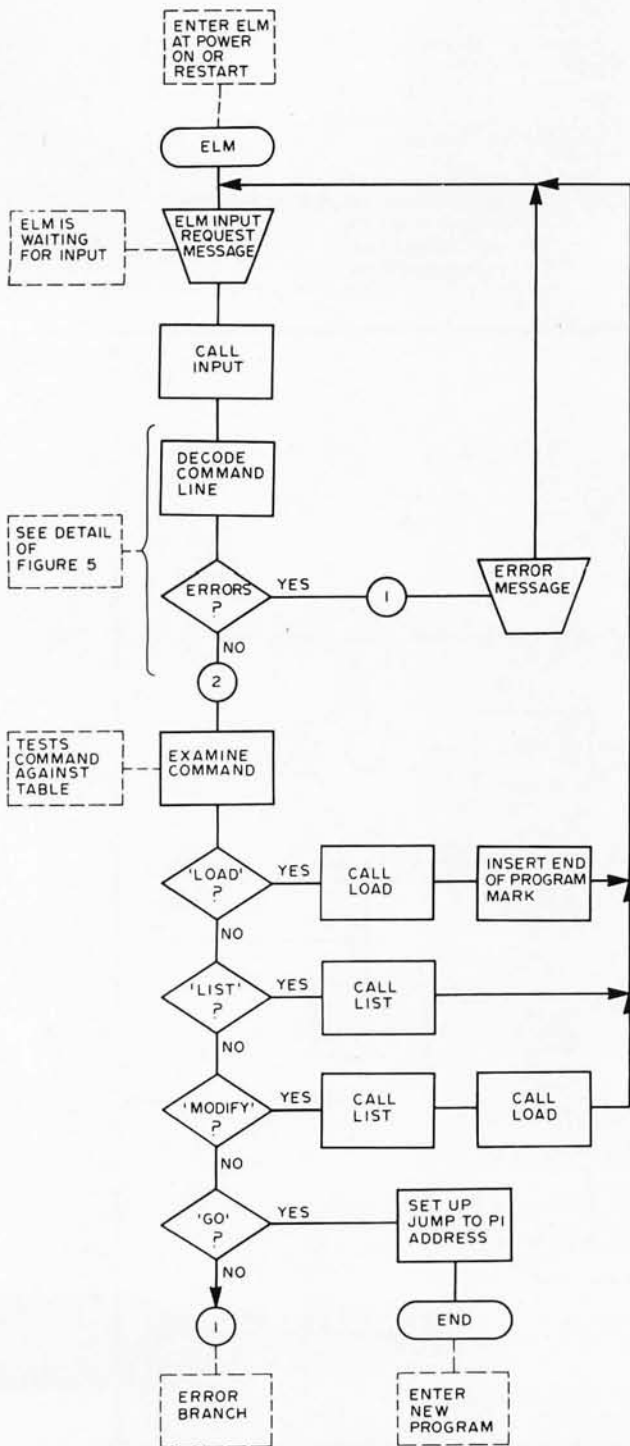 ENTER ELM
AT POWER
ON OR
RESTART
ELM
ELM IS
WAITING
FOR INPUT
ELM INPUT
REQUEST
MESSAGE
CALL
INPUT
DECODE
COMMAND
LINE
SEE DETAIL
OF
FIGURE 5
ERRORS
?
YES
1
ERROR
MESSAGE
NO
2
TESTS
COMMAND
AGAINST
TABLE
EXAMINE
COMMAND
'LOAD'
?
YES
CALL
LOAD
INSERT END
OF PROGRAM
MARK
NO
'LIST'
?
YES
CALL
LIST
NO
'MODIFY'
?
YES
CALL
LIST
CALL
LOAD
NO
'GO'
?
YES
SET UP
JUMP TO P1
ADDRESS
NO
1
END
ERROR
BRANCH
ENTER
NEW
PROGRAM